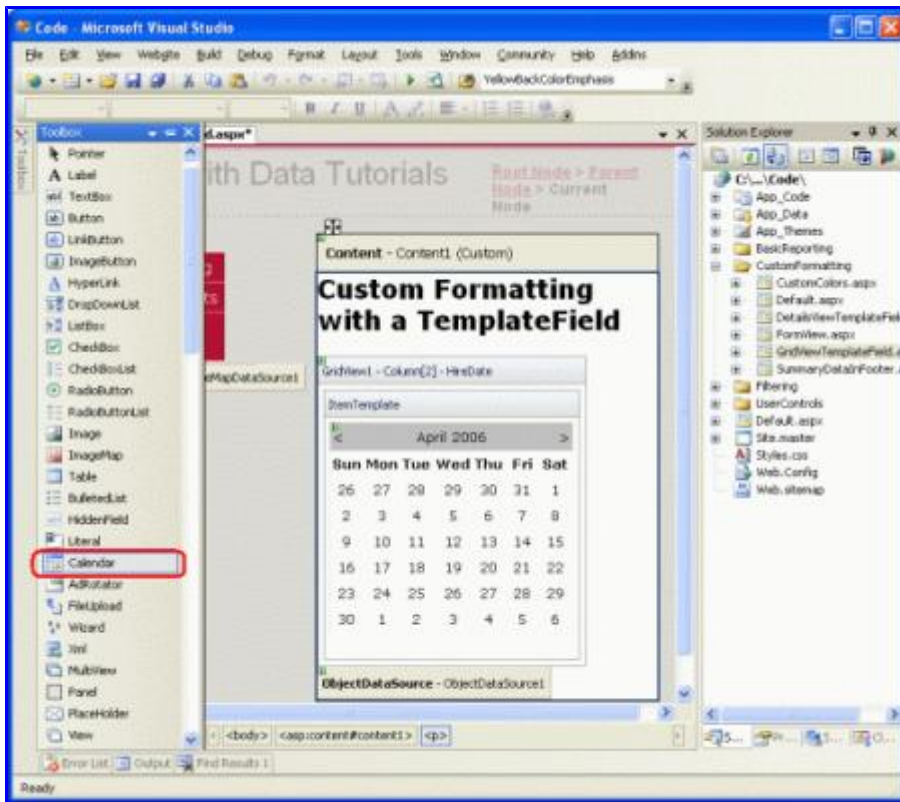 Code - Microsoft Visual Studio
File Edit View Website Build Debug Format Layout Tools Window Community Help Addins
YellowBackColorEmphasis
B I U A
Toolbox
Toolbox
Pointer
A Label
TextBox
Button
LinkButton
ImageButton
A HyperLink
DropDownList
ListBox
CheckBox
CheckBoxList
RadioButton
RadioButtonList
Image
ImageMap
Table
BulletedList
HiddenField
Literal
Calendar
AdRotator
FileUpload
Wizard
Xml
MultiView
Panel
PlaceHolder
View
d.aspx*
ith Data Tutorials
Root Node > Parent
Node > Current
Node
eMapDataSource1
Content - Content1 (Custom)
Custom Formatting
with a TemplateField
GridView1 - Column[2] - HireDate
ItemTemplate
< April 2006 >
Sun Mon Tue Wed Thu Fri Sat
26 27 28 29 30 31 1
2 3 4 5 6 7 8
9 10 11 12 13 14 15
16 17 18 19 20 21 22
23 24 25 26 27 28 29
30 1 2 3 4 5 6
ObjectDataSource - ObjectDataSource1
<body> <asp:content#content1> <p>
Solution Explorer
C:\...\Code\
App_Code
App_Data
App_Themes
BasicReporting
CustomFormatting
CustomColors.aspx
Default.aspx
DetailsViewTemplateFiel
FormView.aspx
GridViewTemplateField.a
SummaryDataInFooter.
Filtering
UserControls
Default.aspx
Site.master
Styles.css
Web.Config
Web.sitemap
S... Pr... S... O...
Error List Output Find Results 1
Ready